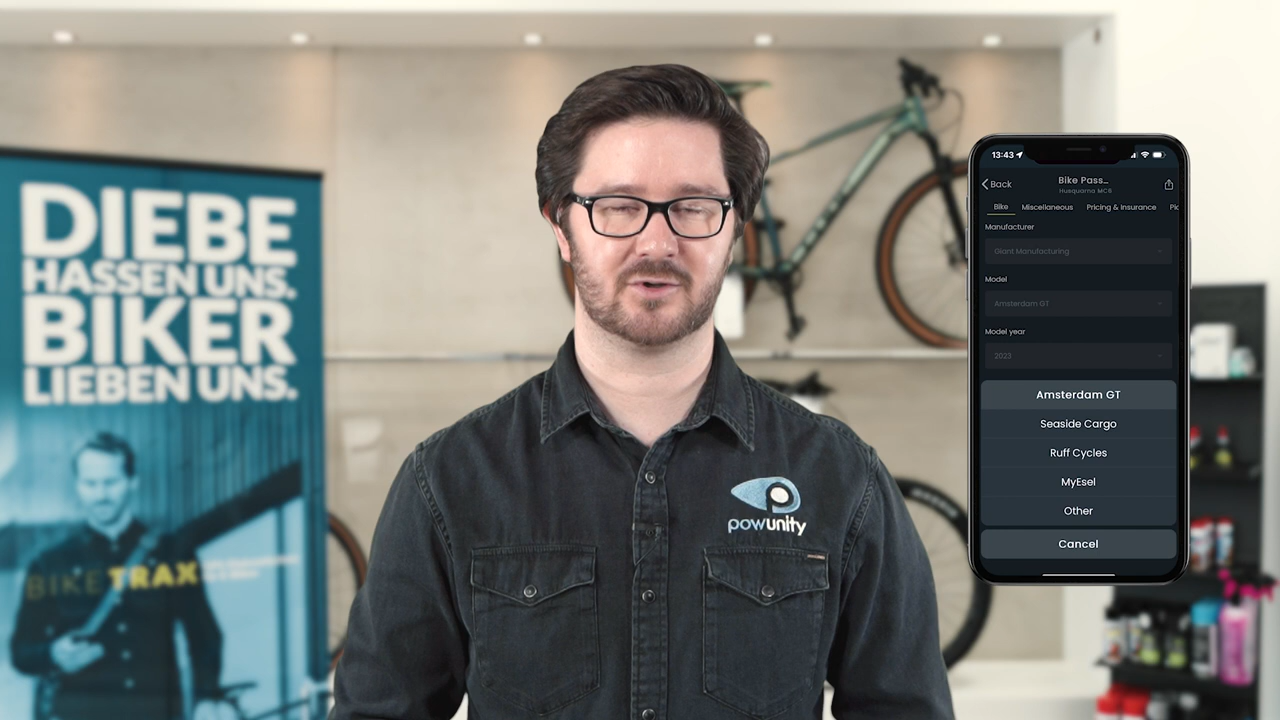 DIEBE
HASSEN UNS.
BIKER
LIEBEN UNS.
BIKETRAX
powunity
13:43
Back
Bike Pass...
Husqvarna MC6
Bike
Miscellaneous
Pricing & Insurance
Pic
Manufacturer
Giant Manufacturing
Model
Amsterdam GT
Model year
2023
Amsterdam GT
Seaside Cargo
Ruff Cycles
MyEsel
Other
Cancel